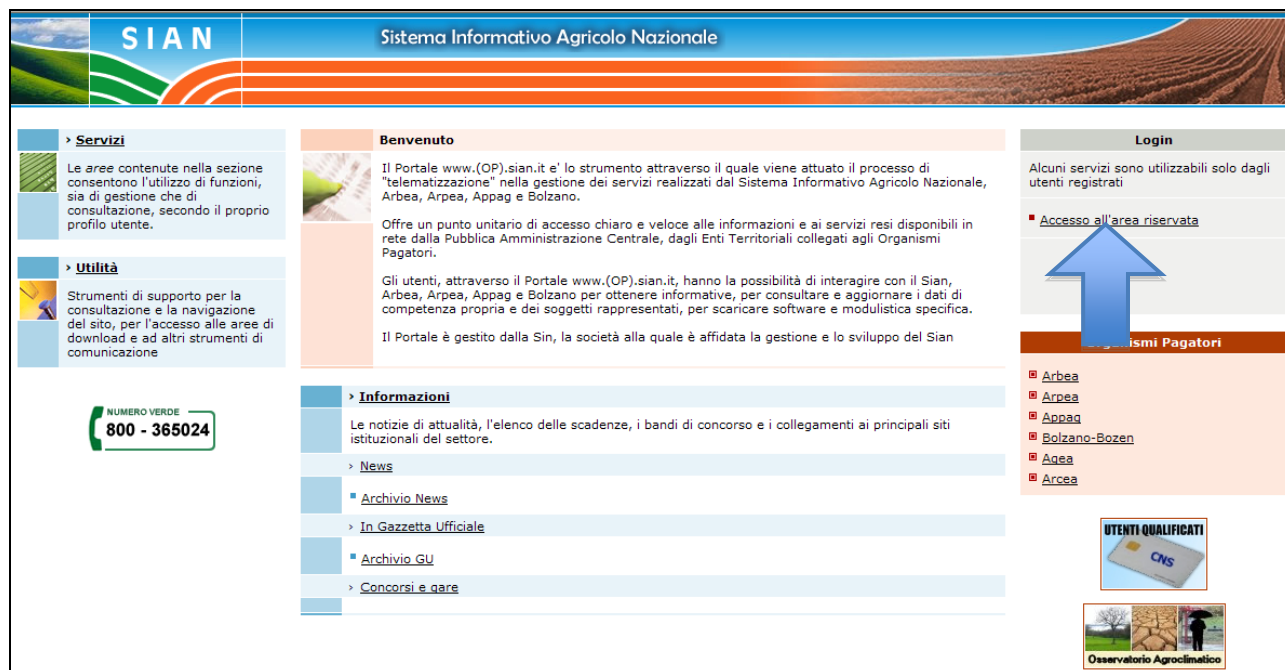 SIAN
Sistema Informativo Agricolo Nazionale
› Servizi
Le aree contenute nella sezione
consentono l'utilizzo di funzioni,
sia di gestione che di
consultazione, secondo il proprio
profilo utente.
› Utilità
Strumenti di supporto per la
consultazione e la navigazione
del sito, per l'accesso alle aree di
download e ad altri strumenti di
comunicazione
NUMERO VERDE
800 - 365024
Benvenuto
Il Portale www.(OP).sian.it e' lo strumento attraverso il quale viene attuato il processo di
"telematizzazione" nella gestione dei servizi realizzati dal Sistema Informativo Agricolo Nazionale,
Arbea, Arpea, Appag e Bolzano.
Offre un punto unitario di accesso chiaro e veloce alle informazioni e ai servizi resi disponibili in
rete dalla Pubblica Amministrazione Centrale, dagli Enti Territoriali collegati agli Organismi
Pagatori.
Gli utenti, attraverso il Portale www.(OP).sian.it, hanno la possibilità di interagire con il Sian,
Arbea, Arpea, Appag e Bolzano per ottenere informative, per consultare e aggiornare i dati di
competenza propria e dei soggetti rappresentati, per scaricare software e modulistica specifica.
Il Portale è gestito dalla Sin, la società alla quale è affidata la gestione e lo sviluppo del Sian
› Informazioni
Le notizie di attualità, l'elenco delle scadenze, i bandi di concorso e i collegamenti ai principali siti
istituzionali del settore.
› News
Archivio News
› In Gazzetta Ufficiale
Archivio GU
› Concorsi e gare
Login
Alcuni servizi sono utilizzabili solo dagli
utenti registrati
Accesso all'area riservata
Pagatori
Arbea
Arpea
Appag
Bolzano-Bozen
Agea
Arcea
UTENTI QUALIFICATI
CNS
Osservatorio Agroclimatico